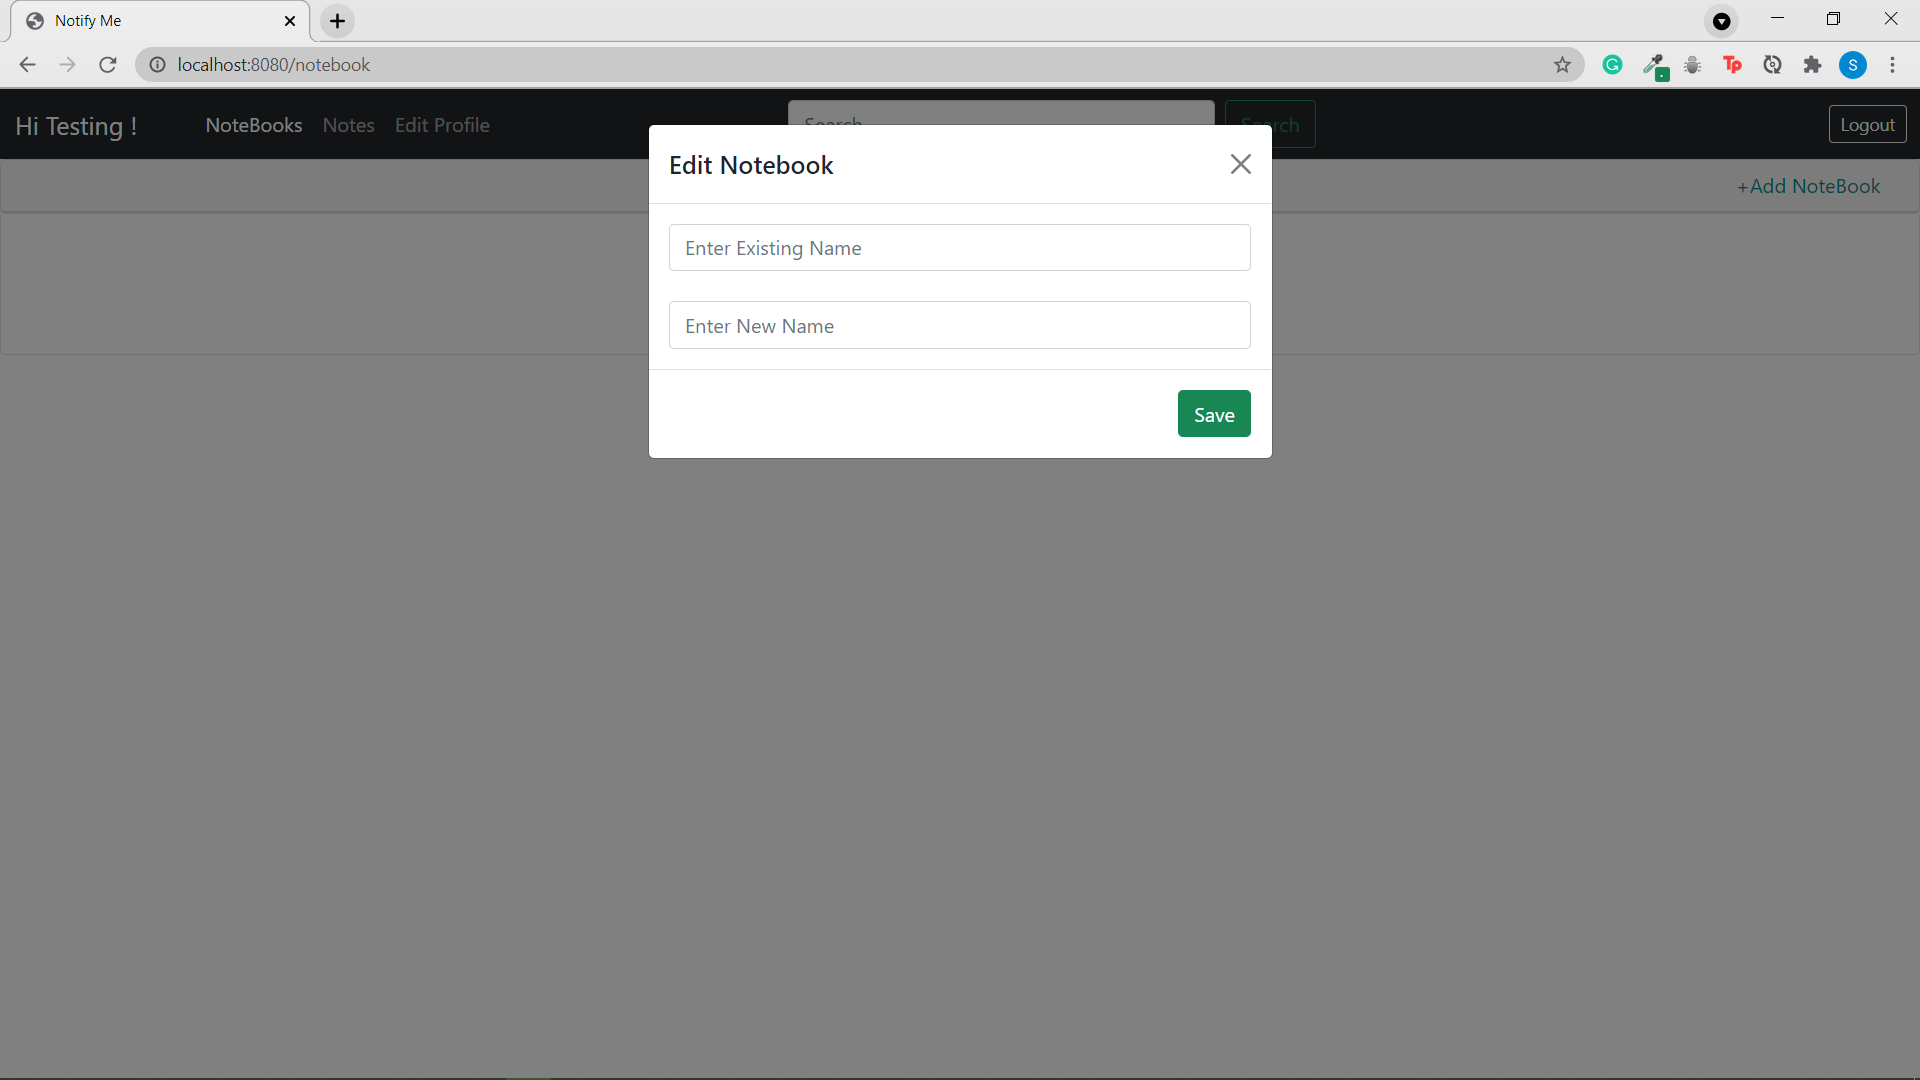 Notify Me
localhost:8080/notebook
S
Hi Testing !
NoteBooks
Notes
Edit Profile
Search
Search
Logout
+Add NoteBook
Edit Notebook
Enter Existing Name
Enter New Name
Save